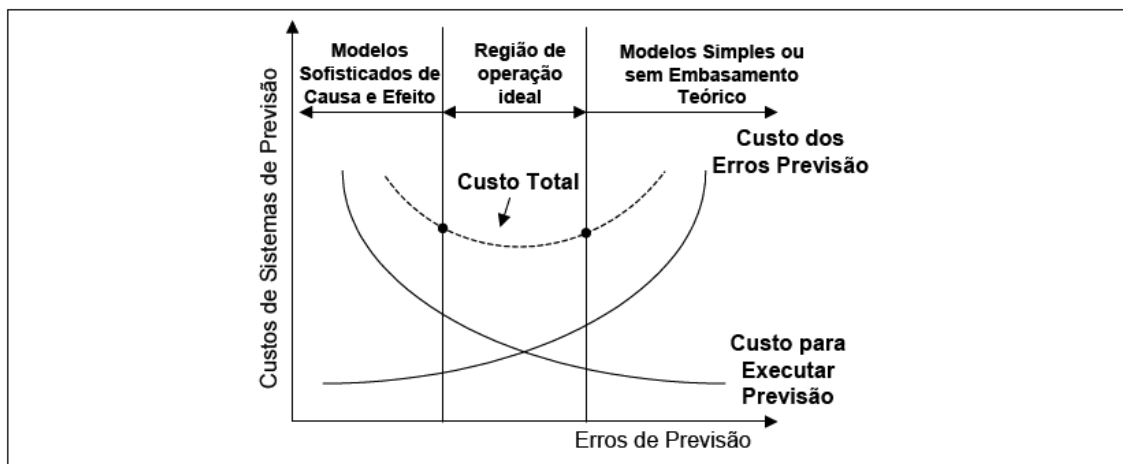 Modelos
Sofisticados de
Causa e Efeito
Região de
operação
ideal
Modelos Simples ou
sem Embasamento
Teórico
Custo dos
Erros Previsão
Custo Total
Custo para
Executar
Previsão
Custos de Sistemas de Previsão
Erros de Previsão